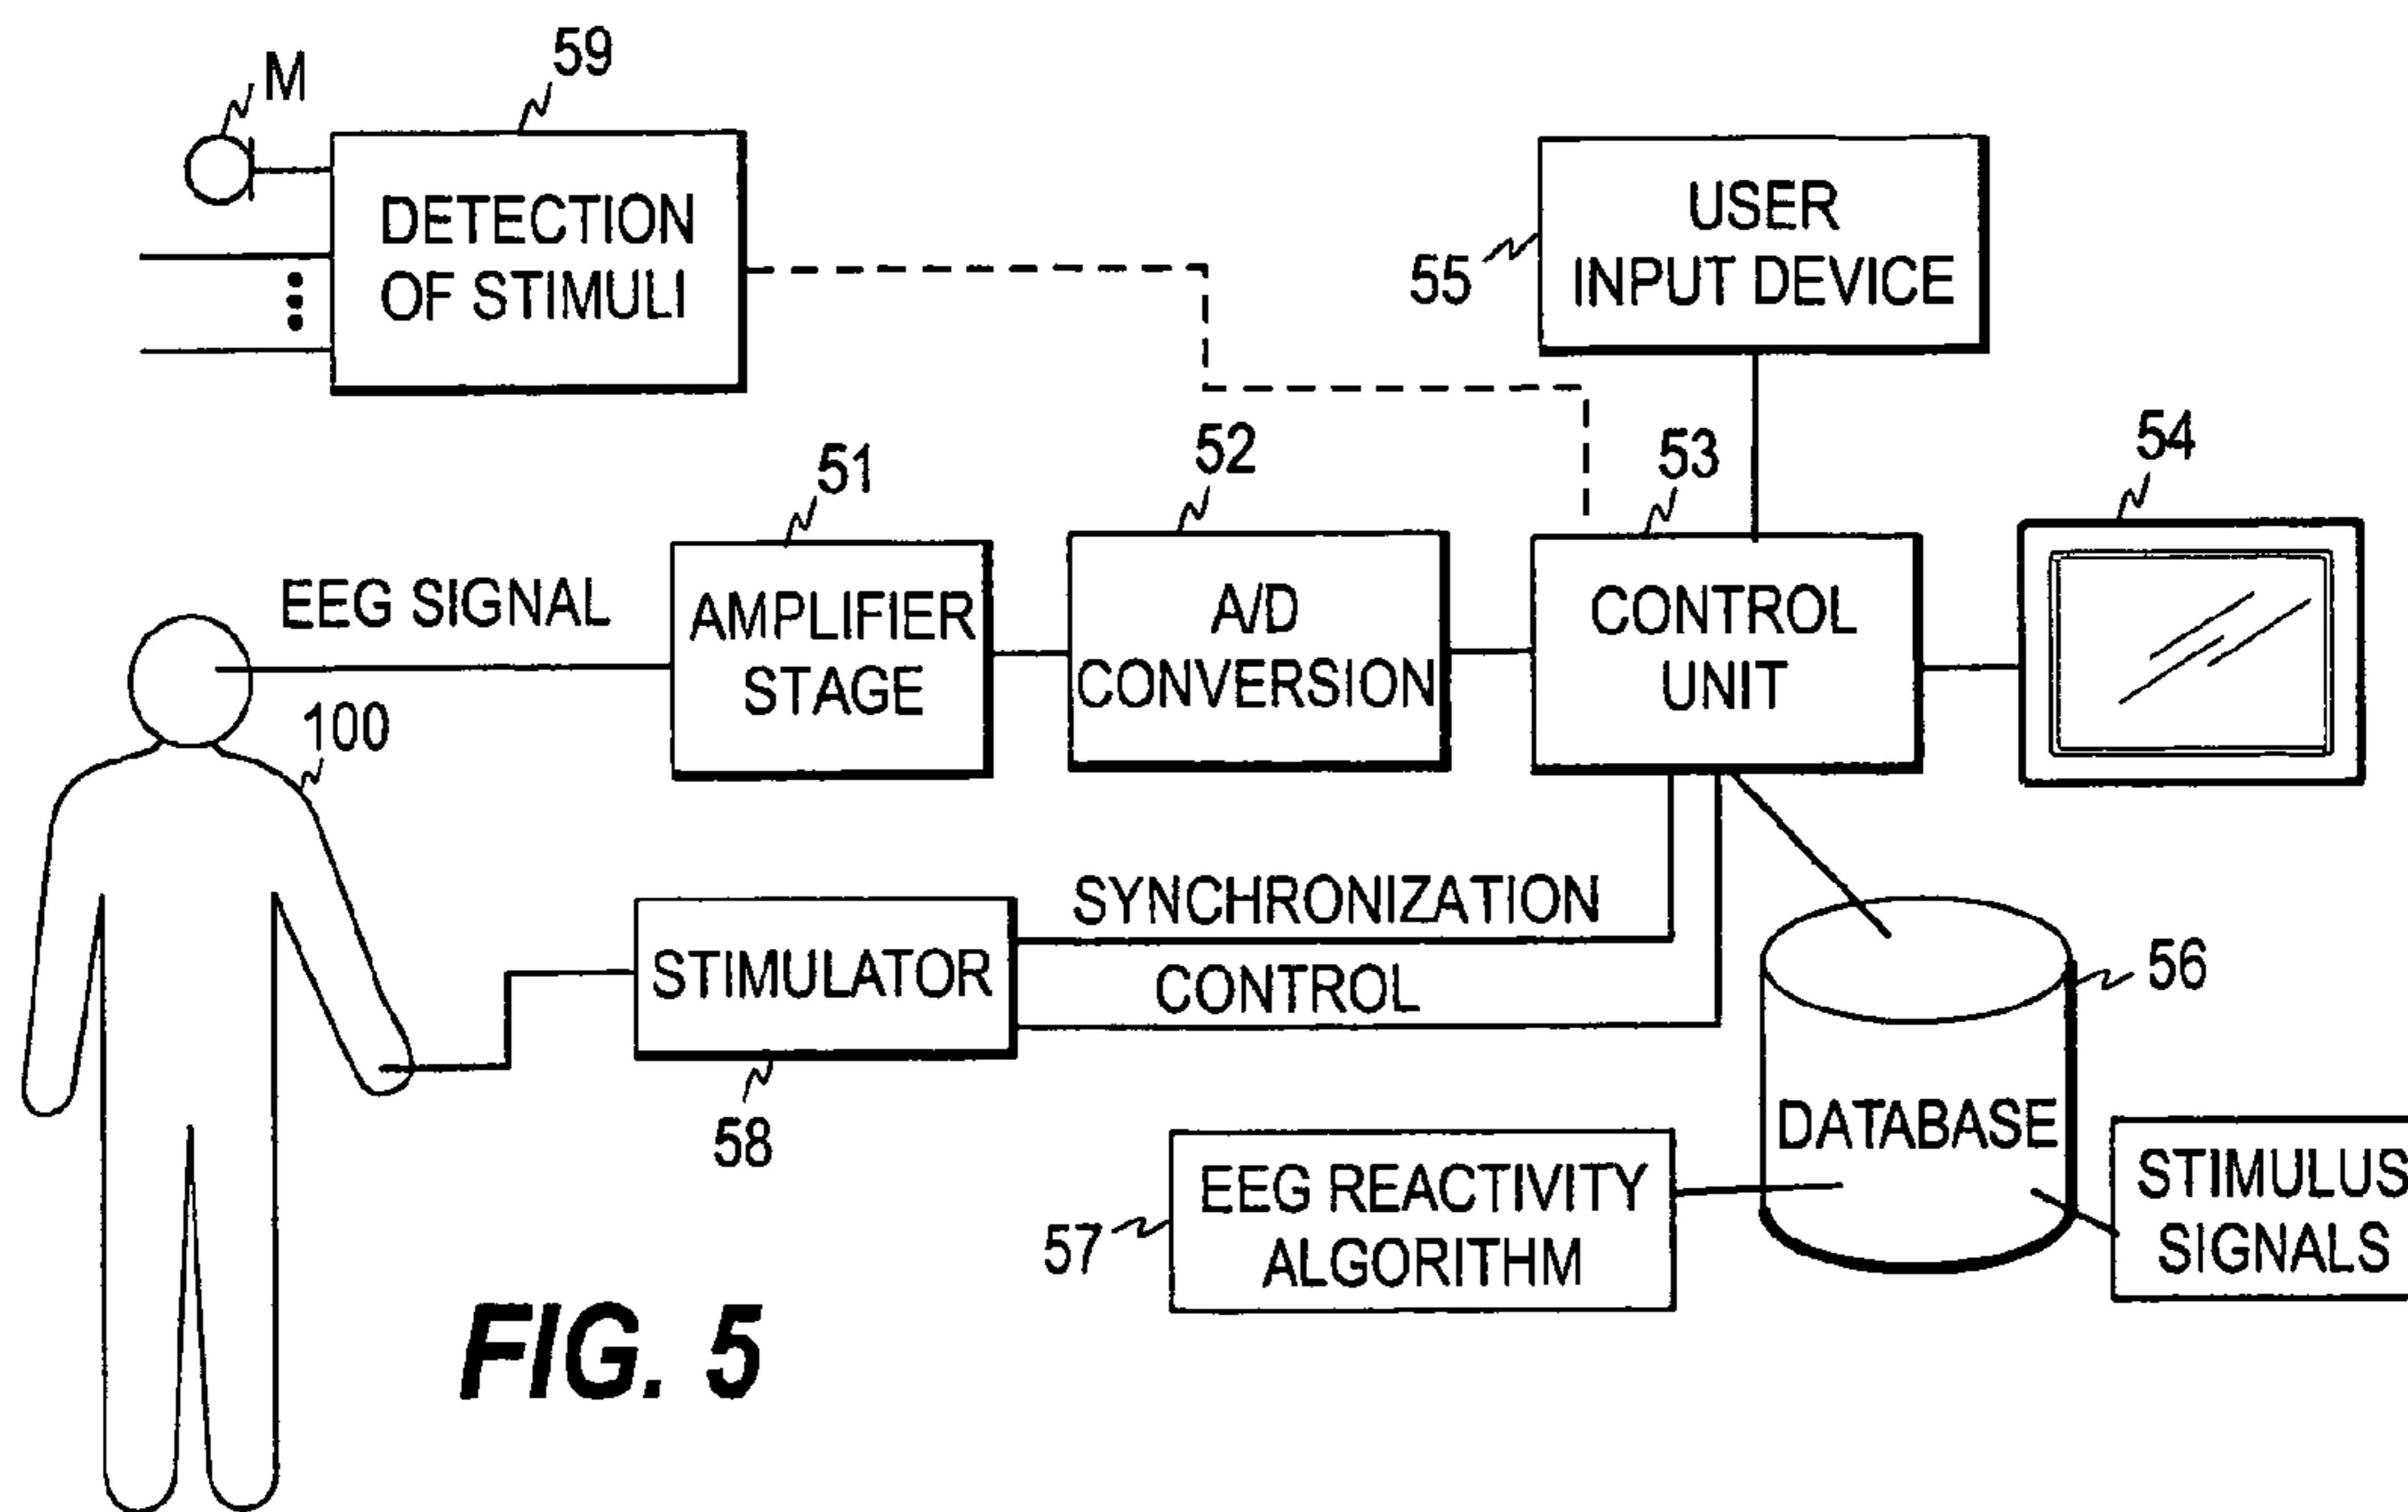 59
M
DETECTION
OF STIMULI
USER
INPUT DEVICE
55
51
52
53
54
EEG SIGNAL
AMPLIFIER
STAGE
A/D
CONVERSION
CONTROL
UNIT
100
SYNCHRONIZATION
STIMULATOR
CONTROL
58
56
DATABASE
EEG REACTIVITY
ALGORITHM
57
STIMULUS
SIGNALS
FIG. 5